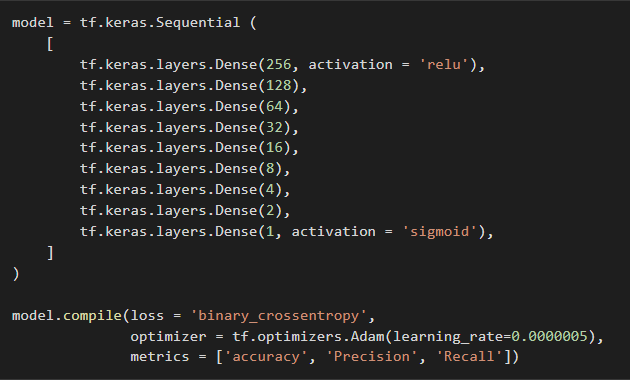 model = tf.keras.Sequential (
    [
        tf.keras.layers.Dense(256, activation = 'relu'),
        tf.keras.layers.Dense(128),
        tf.keras.layers.Dense(64),
        tf.keras.layers.Dense(32),
        tf.keras.layers.Dense(16),
        tf.keras.layers.Dense(8),
        tf.keras.layers.Dense(4),
        tf.keras.layers.Dense(2),
        tf.keras.layers.Dense(1, activation = 'sigmoid'),
    ]
)

model.compile(loss = 'binary_crossentropy',
              optimizer = tf.optimizers.Adam(learning_rate=0.0000005),
              metrics = ['accuracy', 'Precision', 'Recall'])